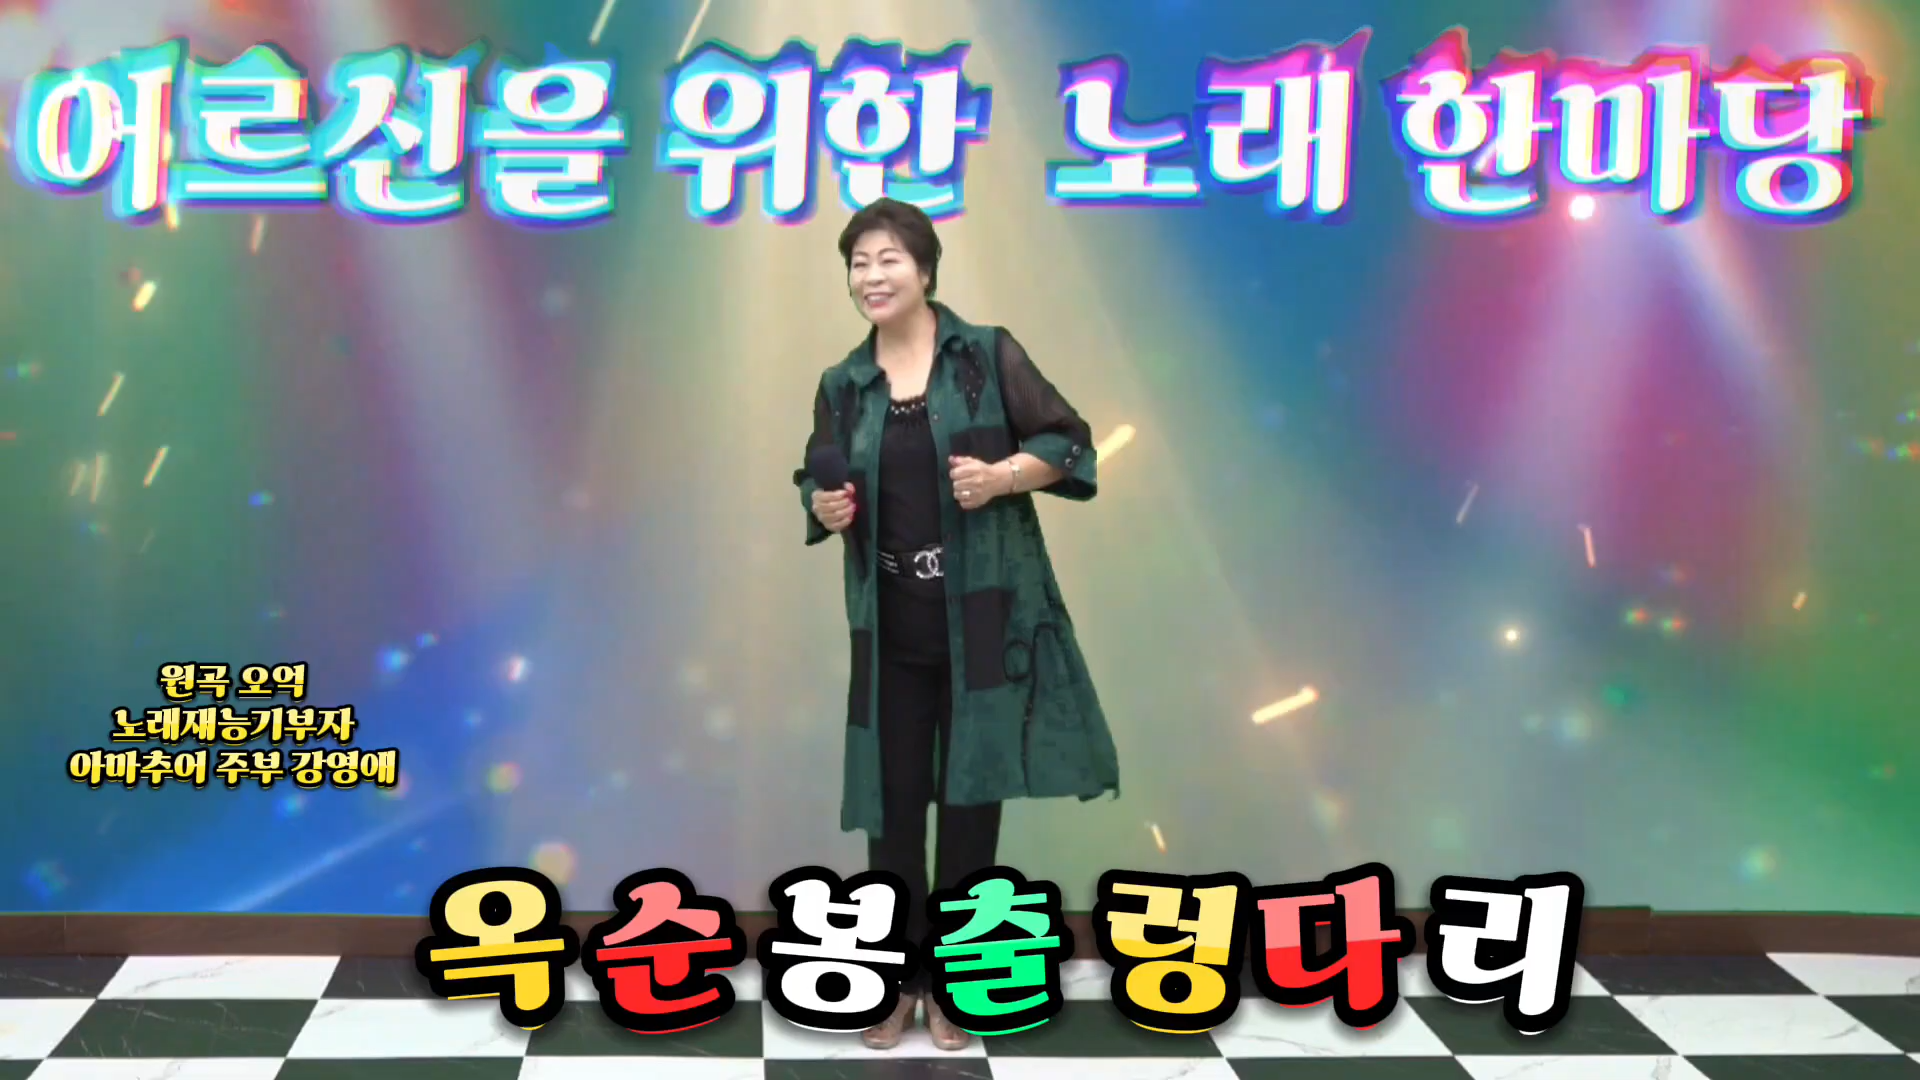 어르신을 위한 노래 한마당
원곡 오억
노래재능기부자
아마추어 주부 강영애
옥순봉출렁다리